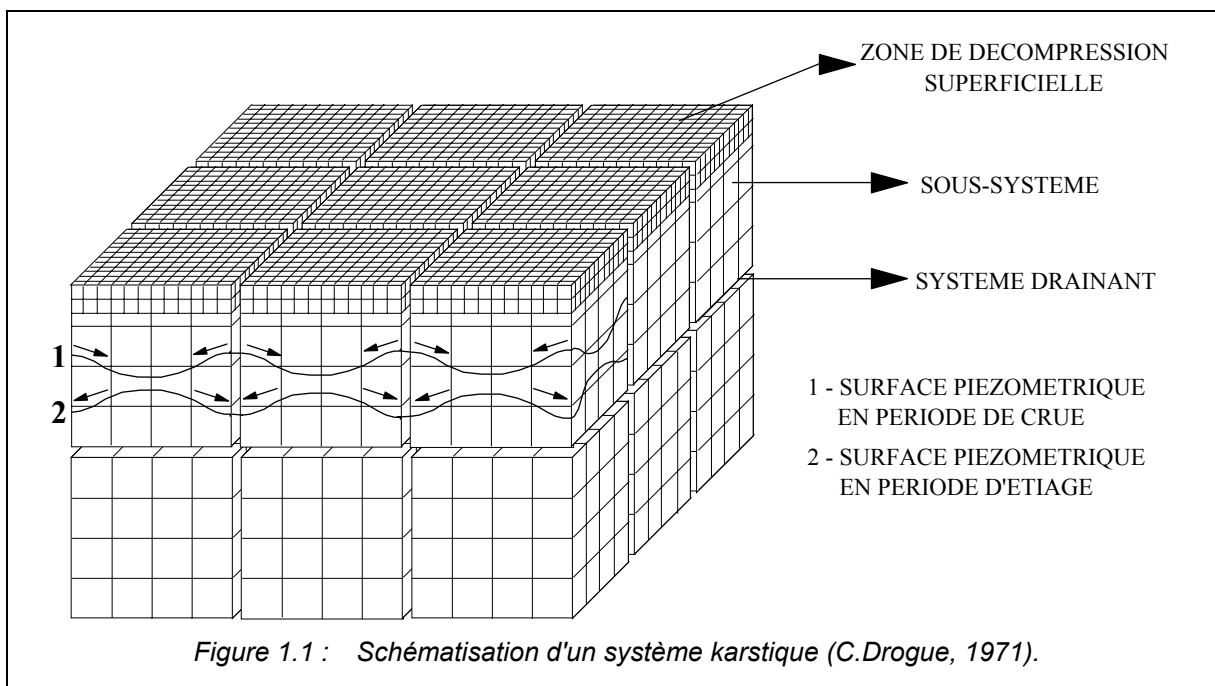 ZONE DE DECOMPRESSION
SUPERFICIELLE
SOUS-SYSTEME
SYSTEME DRAINANT
1
2
1 - SURFACE PIEZOMETRIQUE
EN PERIODE DE CRUE
2 - SURFACE PIEZOMETRIQUE
EN PERIODE D'ETIAGE
Figure 1.1 : Schématisation d'un système karstique (C.Drogue, 1971).